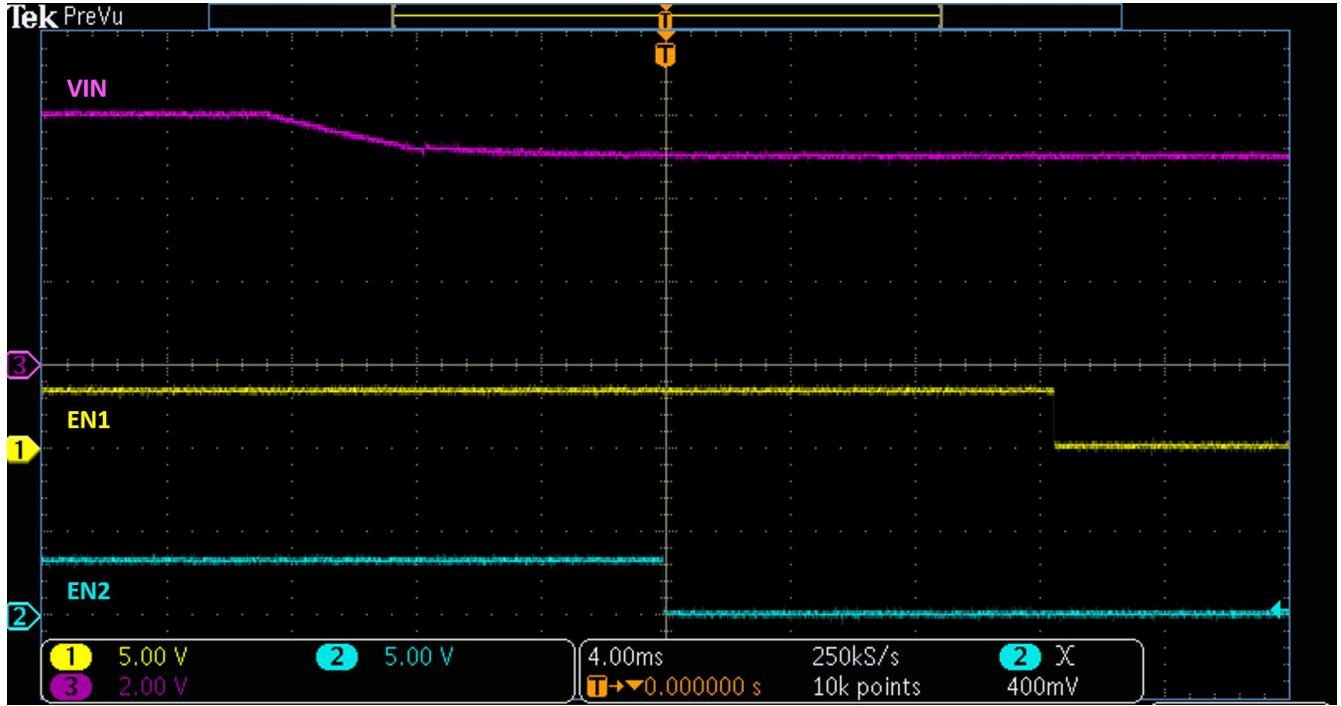 Tek PreVu
T
T
VIN
3
EN1
1
EN2
2
1 5.00 V 2 5.00 V
3 2.00 V
4.00ms 250kS/s 2 X
T→▼0.000000 s 10k points 400mV